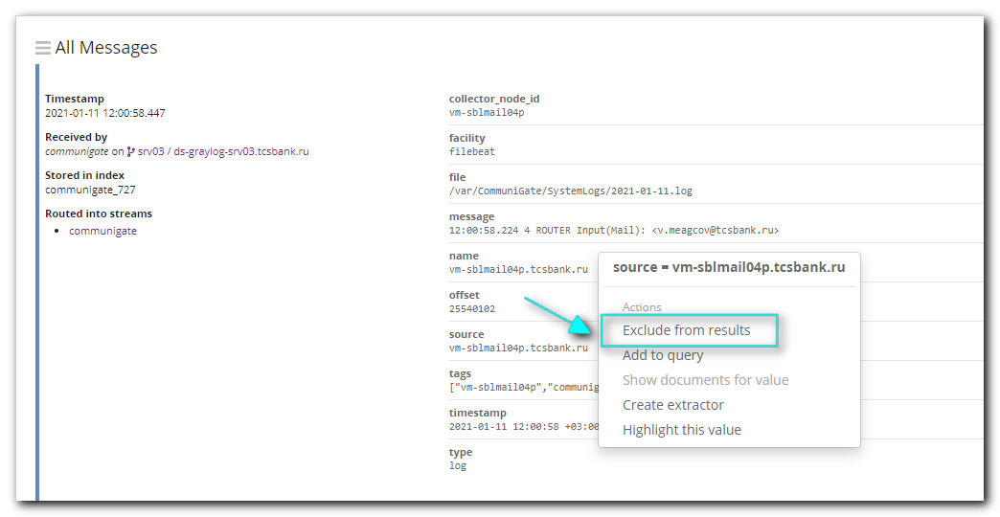 All Messages
Timestamp
2021-01-11 12:00:58.447
Received by
communigate on srv03 / ds-graylog-srv03.tcsbank.ru
Stored in index
communigate_727
Routed into streams
communigate
collector_node_id
vm-sblmail04p
facility
filebeat
file
/var/CommuniGate/SystemLogs/2021-01-11.log
message
12:00:58.224 4 ROUTER Input(Mail): <v.meagcov@tcsbank.ru>
name
vm-sblmail04p.tcsbank.ru
offset
25540102
source
vm-sblmail04p.tcsbank.ru
tags
["vm-sblmail04p","communig
timestamp
2021-01-11 12:00:58 +03:00
type
log
source = vm-sblmail04p.tcsbank.ru
Actions
Exclude from results
Add to query
Show documents for value
Create extractor
Highlight this value